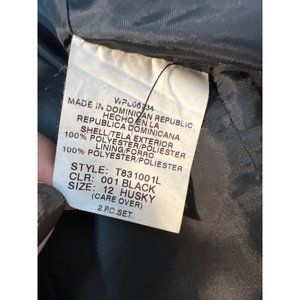 WPL06734
MADE IN DOMINICAN REPUBLIC
HECHO EN LA
REPUBLICA DOMINICANA
SHELL/TELA EXTERIOR
100% POLYESTER/POLIESTER
LINING/FORRO
100% POLYESTER/POLIESTER
STYLE: T831001L
CLR: 001 BLACK
SIZE: 12 HUSKY
(CARE OVER)
2 PC SET